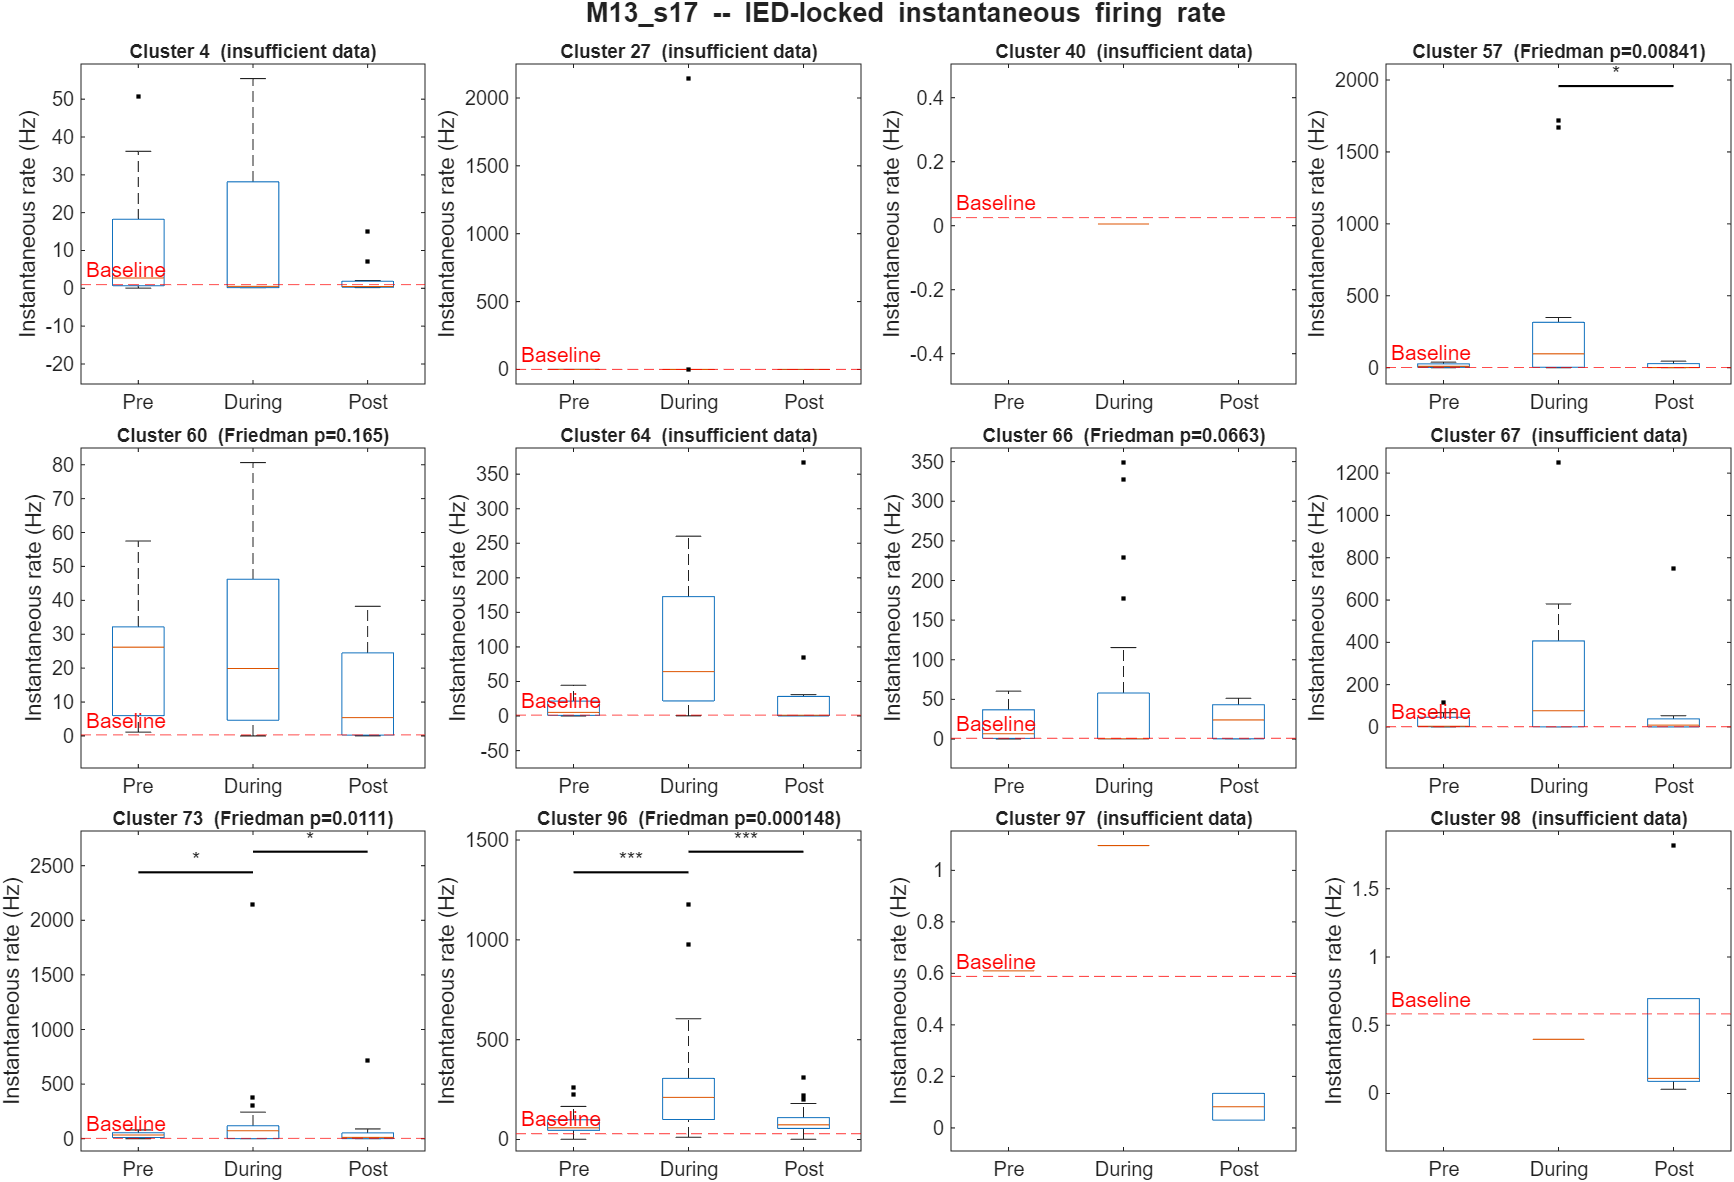 M13_s17 -- IED-locked instantaneous firing rate
Cluster 4 (insufficient data)
Instantaneous rate (Hz)
50
40
30
20
10
0
-10
-20
Baseline
Pre During Post
Cluster 27 (insufficient data)
Instantaneous rate (Hz)
2000
1500
1000
500
0
Baseline
Pre During Post
Cluster 40 (insufficient data)
Instantaneous rate (Hz)
0.4
0.2
0
-0.2
-0.4
Baseline
Pre During Post
Cluster 57 (Friedman p=0.00841)
Instantaneous rate (Hz)
2000
1500
1000
500
0
*
Baseline
Pre During Post
Cluster 60 (Friedman p=0.165)
Instantaneous rate (Hz)
80
70
60
50
40
30
20
10
0
Baseline
Pre During Post
Cluster 64 (insufficient data)
Instantaneous rate (Hz)
350
300
250
200
150
100
50
0
-50
Baseline
Pre During Post
Cluster 66 (Friedman p=0.0663)
Instantaneous rate (Hz)
350
300
250
200
150
100
50
0
Baseline
Pre During Post
Cluster 67 (insufficient data)
Instantaneous rate (Hz)
1200
1000
800
600
400
200
0
Baseline
Pre During Post
Cluster 73 (Friedman p=0.0111)
Instantaneous rate (Hz)
2500
2000
1500
1000
500
0
*
*
Baseline
Pre During Post
Cluster 96 (Friedman p=0.000148)
Instantaneous rate (Hz)
1500
1000
500
0
***
***
Baseline
Pre During Post
Cluster 97 (insufficient data)
Instantaneous rate (Hz)
1
0.8
0.6
0.4
0.2
0
Baseline
Pre During Post
Cluster 98 (insufficient data)
Instantaneous rate (Hz)
1.5
1
0.5
0
Baseline
Pre During Post